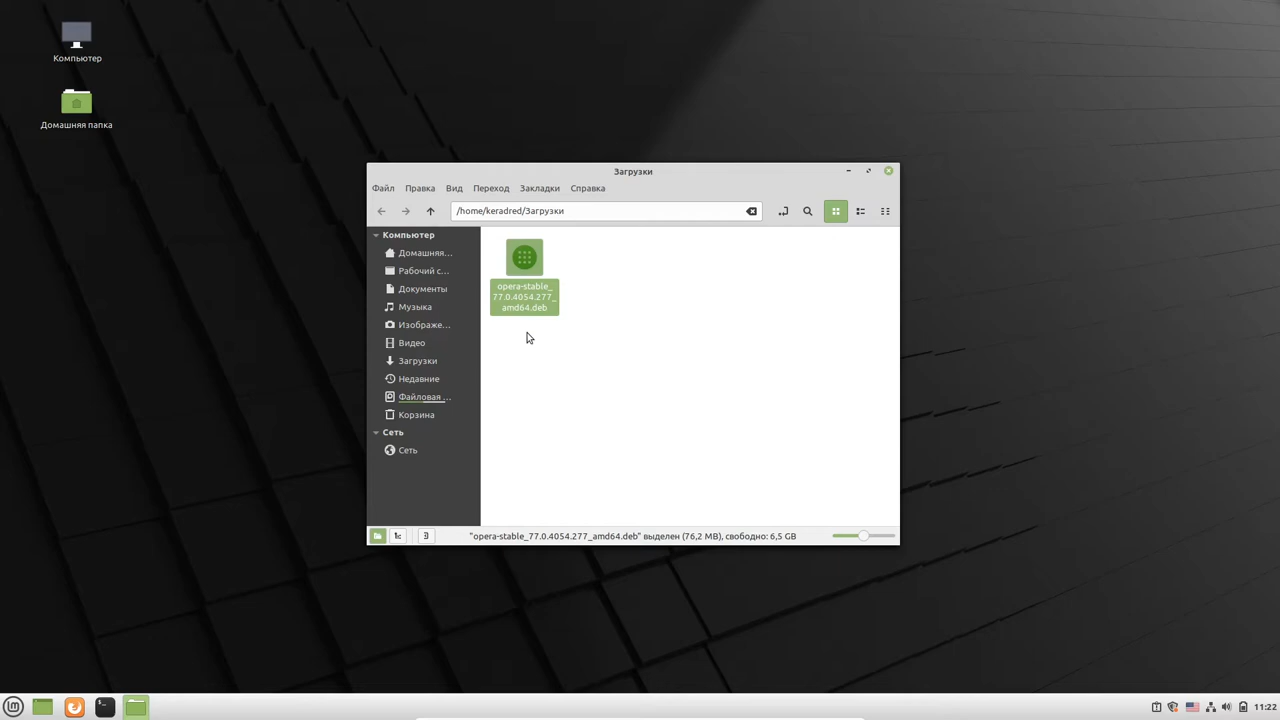 Компьютер
Домашняя папка
Загрузки
Файл Правка Вид Переход Закладки Справка
/home/keradred/Загрузки
Компьютер
Домашняя...
Рабочий с...
Документы
Музыка
Изображе...
Видео
Загрузки
Недавние
Файловая ...
Корзина
Сеть
Сеть
opera-stable_
77.0.4054.277_
amd64.deb
"opera-stable_77.0.4054.277_amd64.deb" выделен (76,2 MB), свободно: 6,5 GB
11:22